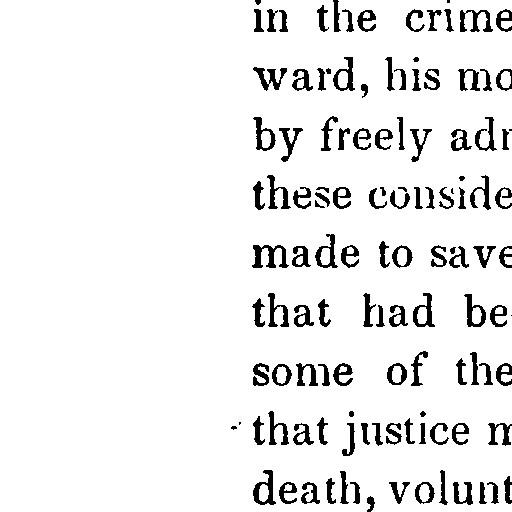 in the crime
ward, his mo
by freely adr
these conside
made to save
that had be
some of the
that justice m
death, volunt